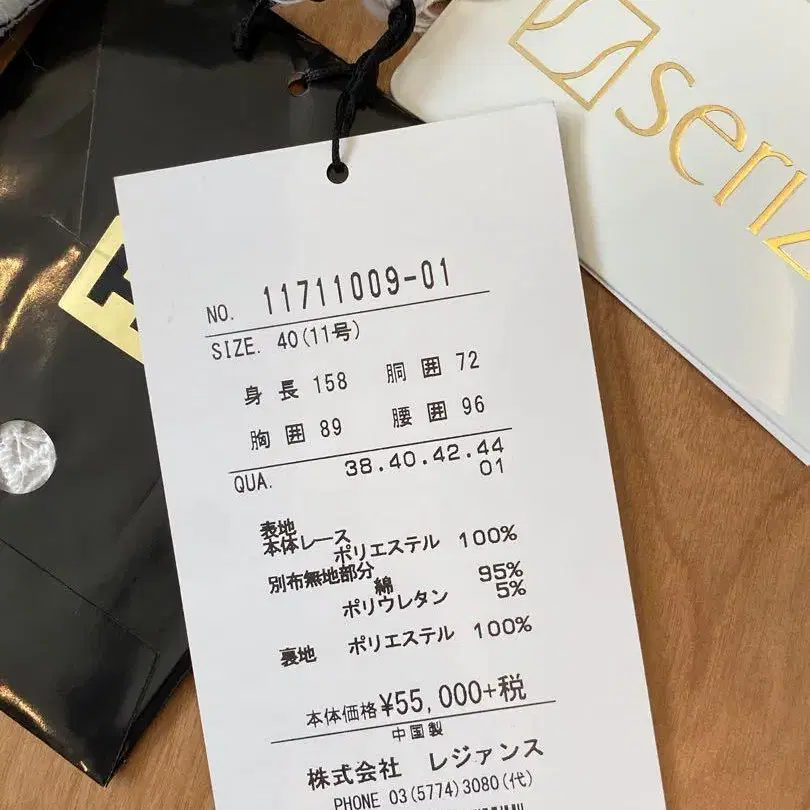 seriz
NO. 11711009-01
SIZE. 40(11号)
身長 158 胴囲 72
胸囲 89 腰囲 96
QUA. 38.40.42.44
01
表地
本体レース
ポリエステル 100%
別布無地部分
綿 95%
ポリウレタン 5%
裏地 ポリエステル 100%
本体価格¥55,000+税
中国製
株式会社 レジァンス
PHONE 03(5774)3080(代)